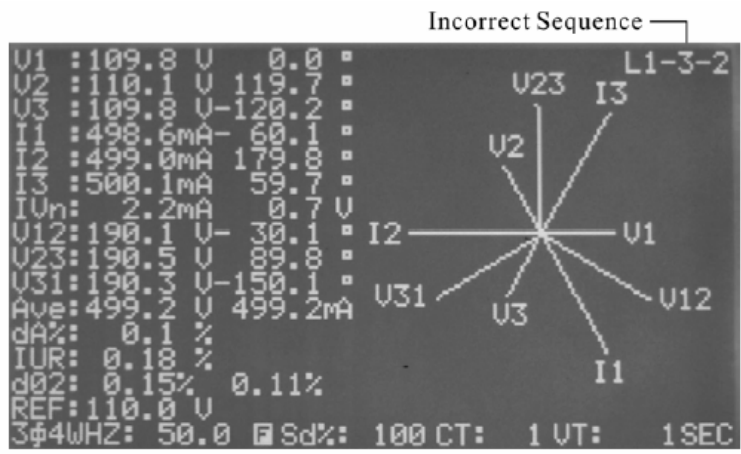 Incorrect Sequence
V1 :109.8 V 0.0 °
V2 :110.1 V 119.7 °
V3 :109.8 V-120.2 °
I1 :498.6mA- 60.1 °
I2 :499.0mA 179.8 °
I3 :500.1mA 59.7 °
IVn: 2.2mA 0.7 V
V12:190.1 V- 30.1 °
V23:190.5 V 89.8 °
V31:190.3 V-150.1 °
Ave:499.2 V 499.2mA
dA%: 0.1 %
IUR: 0.18 %
d02: 0.15% 0.11%
REF:110.0 V
3ϕ4WHZ: 50.0 F Sd%: 100 CT: 1 VT: 1SEC
L1-3-2
V23
I3
V2
I2
V1
V31
V3
V12
I1